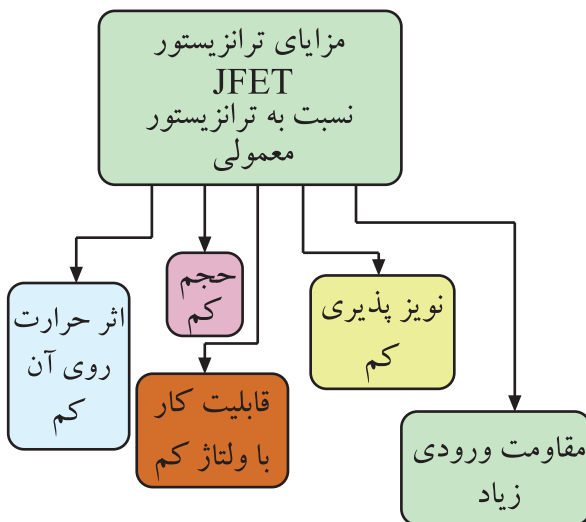 مزایای ترانزیستور
JFET
نسبت به ترانزیستور
معمولی
مقاومت ورودی
زیاد
نویز پذیری
کم
قابلیت کار
با ولتاژ کم
حجم
کم
اثر حرارت
روی آن
کم